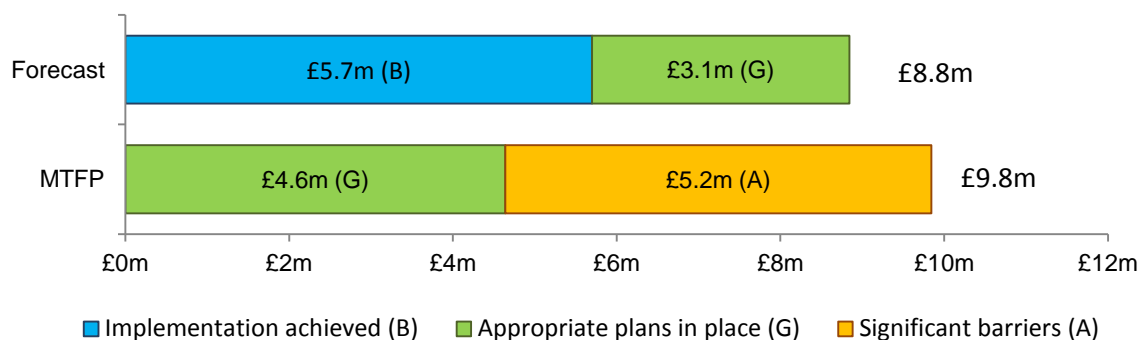 Forecast £5.7m (B) £3.1m (G) £8.8m
MTFP £4.6m (G) £5.2m (A) £9.8m
£0m £2m £4m £6m £8m £10m £12m
Implementation achieved (B) Appropriate plans in place (G) Significant barriers (A)